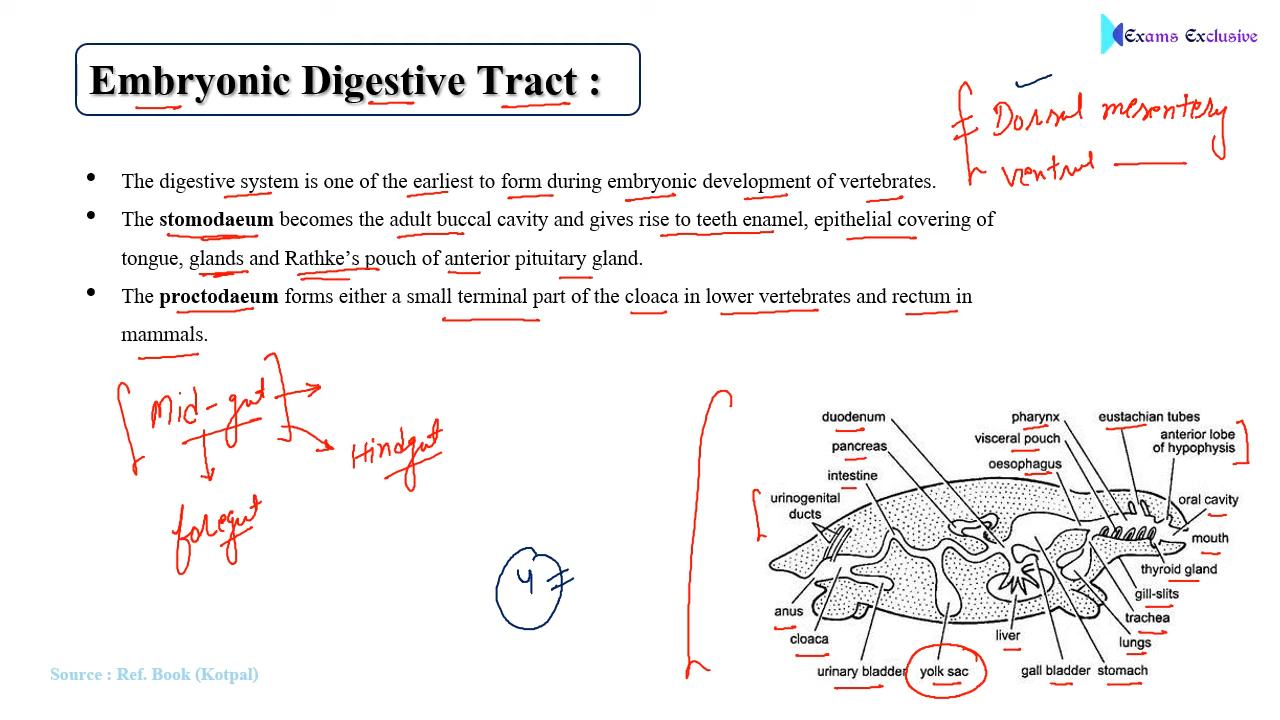 Exams Exclusive
Embryonic Digestive Tract :
Dorsal mesentery
ventral
• The digestive system is one of the earliest to form during embryonic development of vertebrates.
• The stomodaeum becomes the adult buccal cavity and gives rise to teeth enamel, epithelial covering of
tongue, glands and Rathke's pouch of anterior pituitary gland.
• The proctodaeum forms either a small terminal part of the cloaca in lower vertebrates and rectum in
mammals.
Mid-gut
Hindgut
foregut
4
duodenum
pharynx
eustachian tubes
pancreas
visceral pouch
anterior lobe
of hypophysis
intestine
oesophagus
urinogenital
ducts
oral cavity
mouth
thyroid gland
gill-slits
anus
trachea
cloaca
liver
lungs
urinary bladder
yolk sac
gall bladder
stomach
Source : Ref. Book (Kotpal)